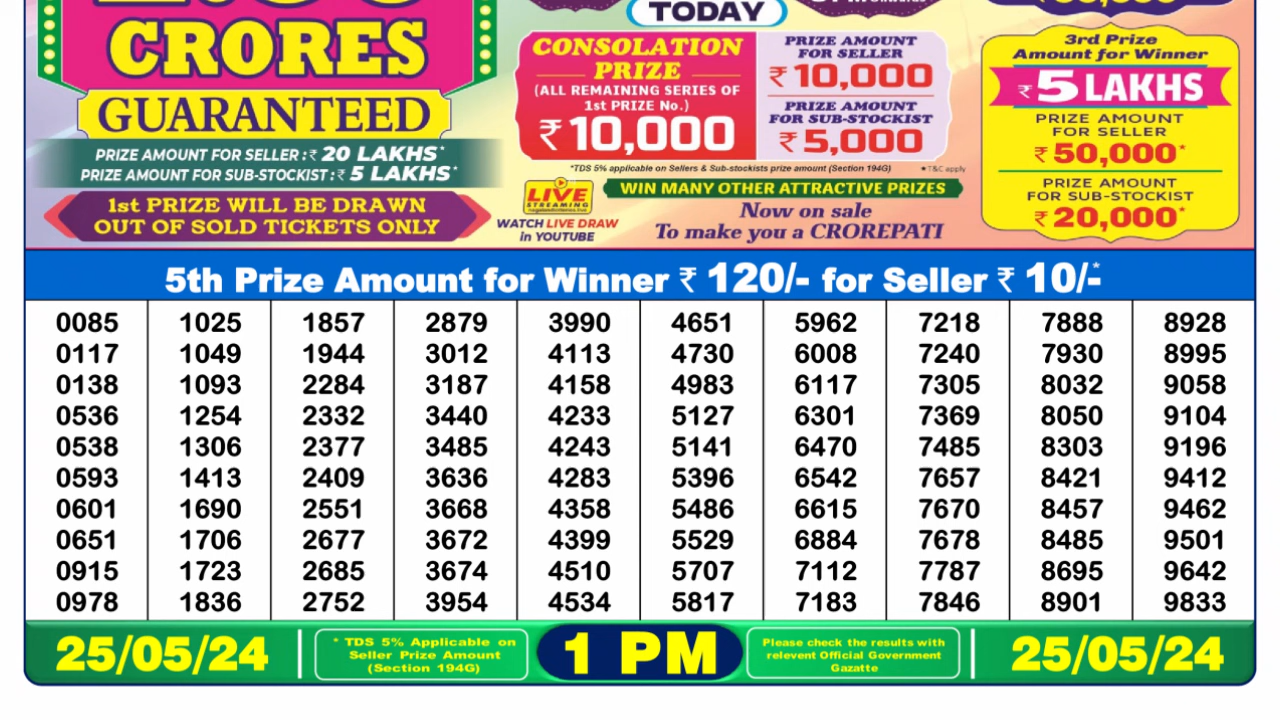 CRORES
GUARANTEED
PRIZE AMOUNT FOR SELLER :₹ 20 LAKHS*
PRIZE AMOUNT FOR SUB-STOCKIST :₹ 5 LAKHS*
1st PRIZE WILL BE DRAWN
OUT OF SOLD TICKETS ONLY
TODAY
CONSOLATION
PRIZE
(ALL REMAINING SERIES OF
1st PRIZE No.)
₹ 10,000
PRIZE AMOUNT
FOR SELLER
₹ 10,000
PRIZE AMOUNT
FOR SUB-STOCKIST
₹ 5,000
*TDS 5% applicable on Sellers & Sub-stockists prize amount (Section 194G)
*T&C apply
LIVE
STREAMING
WATCH LIVE DRAW
in YOUTUBE
WIN MANY OTHER ATTRACTIVE PRIZES
Now on sale
To make you a CROREPATI
3rd Prize
Amount for Winner
₹ 5 LAKHS
PRIZE AMOUNT
FOR SELLER
₹ 50,000*
PRIZE AMOUNT
FOR SUB-STOCKIST
₹ 20,000*
5th Prize Amount for Winner ₹ 120/- for Seller ₹ 10/-*
0085 1025 1857 2879 3990 4651 5962 7218 7888 8928
0117 1049 1944 3012 4113 4730 6008 7240 7930 8995
0138 1093 2284 3187 4158 4983 6117 7305 8032 9058
0536 1254 2332 3440 4233 5127 6301 7369 8050 9104
0538 1306 2377 3485 4243 5141 6470 7485 8303 9196
0593 1413 2409 3636 4283 5396 6542 7657 8421 9412
0601 1690 2551 3668 4358 5486 6615 7670 8457 9462
0651 1706 2677 3672 4399 5529 6884 7678 8485 9501
0915 1723 2685 3674 4510 5707 7112 7787 8695 9642
0978 1836 2752 3954 4534 5817 7183 7846 8901 9833
25/05/24
* TDS 5% Applicable on
Seller Prize Amount
(Section 194G)
1 PM
Please check the results with
relevent Official Government
Gazatte
25/05/24